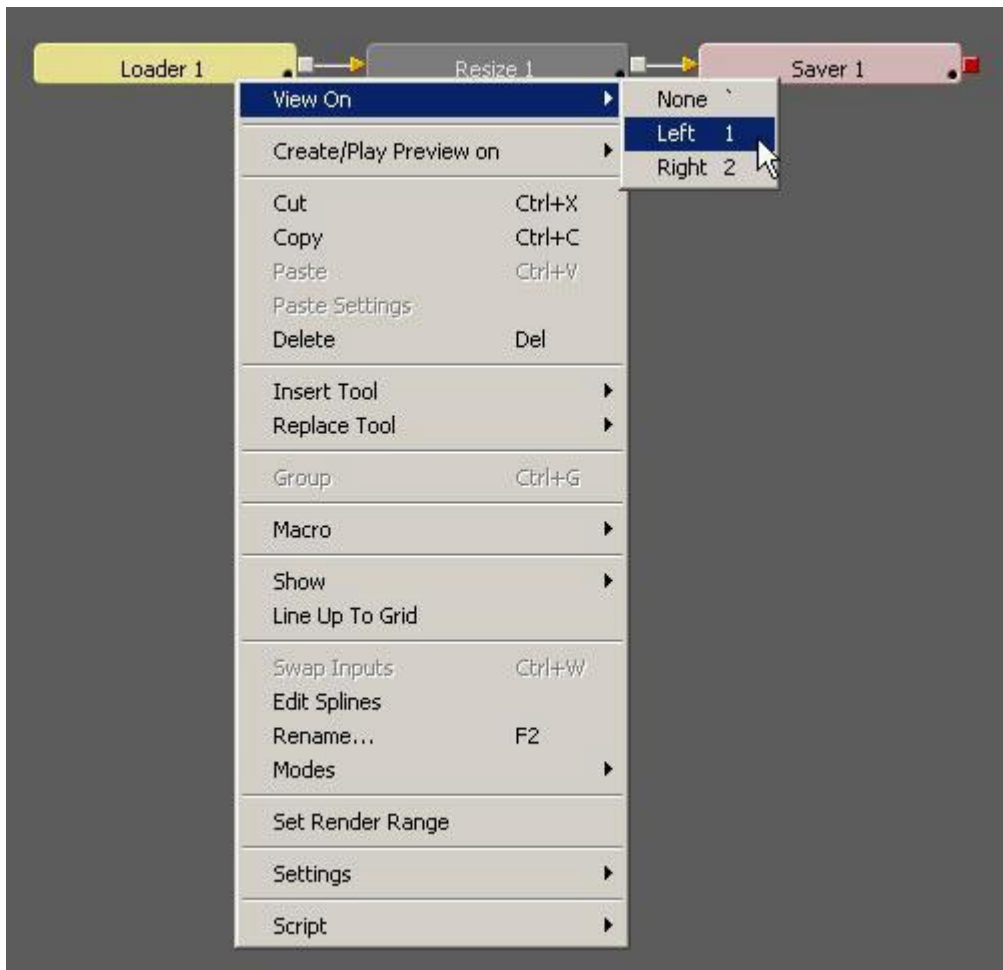 Loader 1 Resize 1 Saver 1
View On
None `
Left 1
Right 2
Create/Play Preview on
Cut Ctrl+X
Copy Ctrl+C
Paste Ctrl+V
Paste Settings
Delete Del
Insert Tool
Replace Tool
Group Ctrl+G
Macro
Show
Line Up To Grid
Swap Inputs Ctrl+W
Edit Splines
Rename... F2
Modes
Set Render Range
Settings
Script